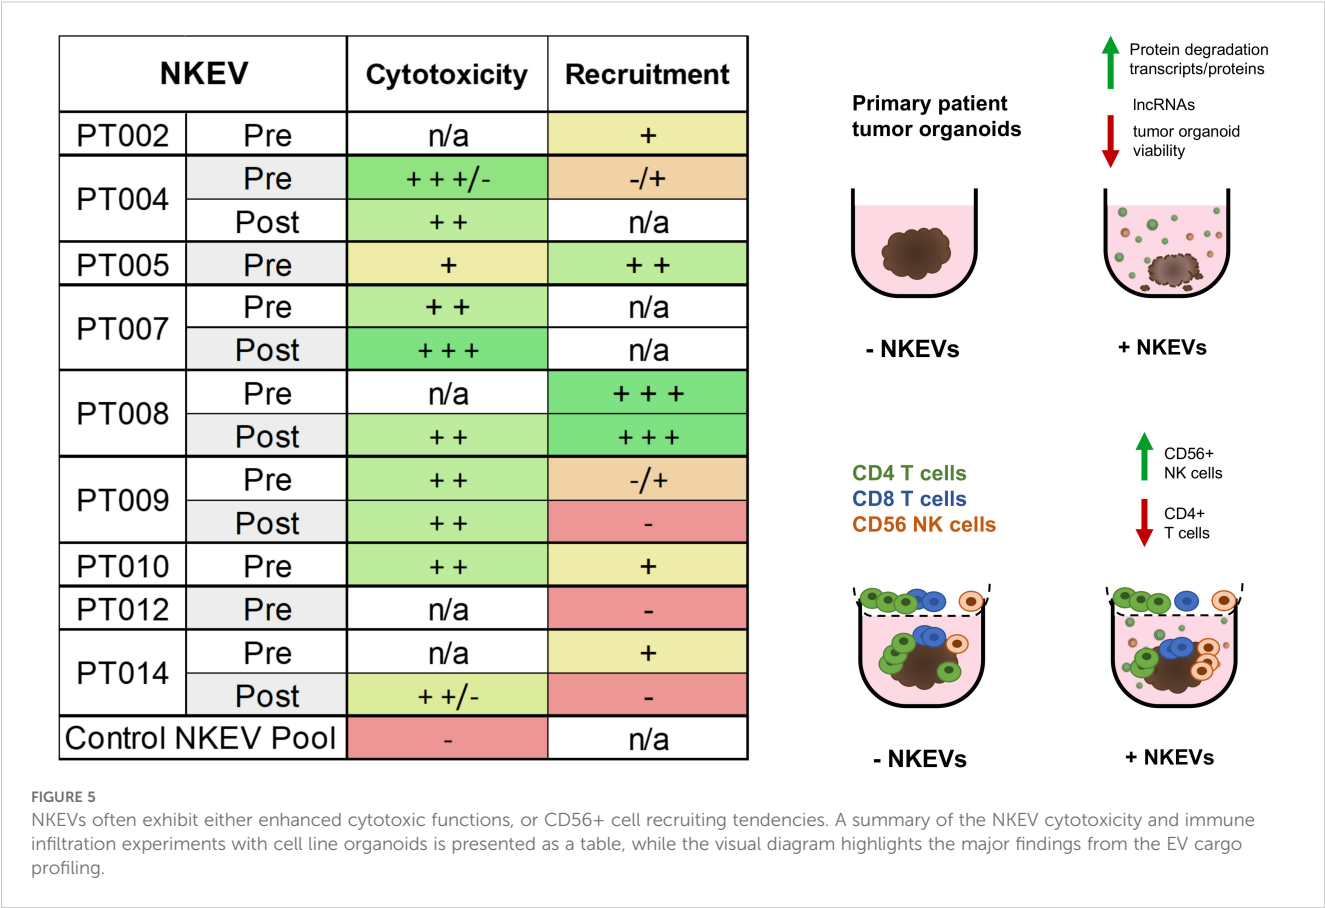 NKEV Cytotoxicity Recruitment
PT002 Pre n/a +
PT004 Pre + + +/- -/+
Post + + n/a
PT005 Pre + + +
PT007 Pre + + n/a
Post + + + n/a
PT008 Pre n/a + + +
Post + + + + +
PT009 Pre + + -/+
Post + + -
PT010 Pre + + +
PT012 Pre n/a -
PT014 Pre n/a +
Post + +/- -
Control NKEV Pool - n/a
Primary patient
tumor organoids
Protein degradation
transcripts/proteins
lncRNAs
tumor organoid
viability
- NKEVs
+ NKEVs
CD4 T cells
CD8 T cells
CD56 NK cells
CD56+
NK cells
CD4+
T cells
- NKEVs
+ NKEVs
FIGURE 5
NKEVs often exhibit either enhanced cytotoxic functions, or CD56+ cell recruiting tendencies. A summary of the NKEV cytotoxicity and immune
infiltration experiments with cell line organoids is presented as a table, while the visual diagram highlights the major findings from the EV cargo
profiling.